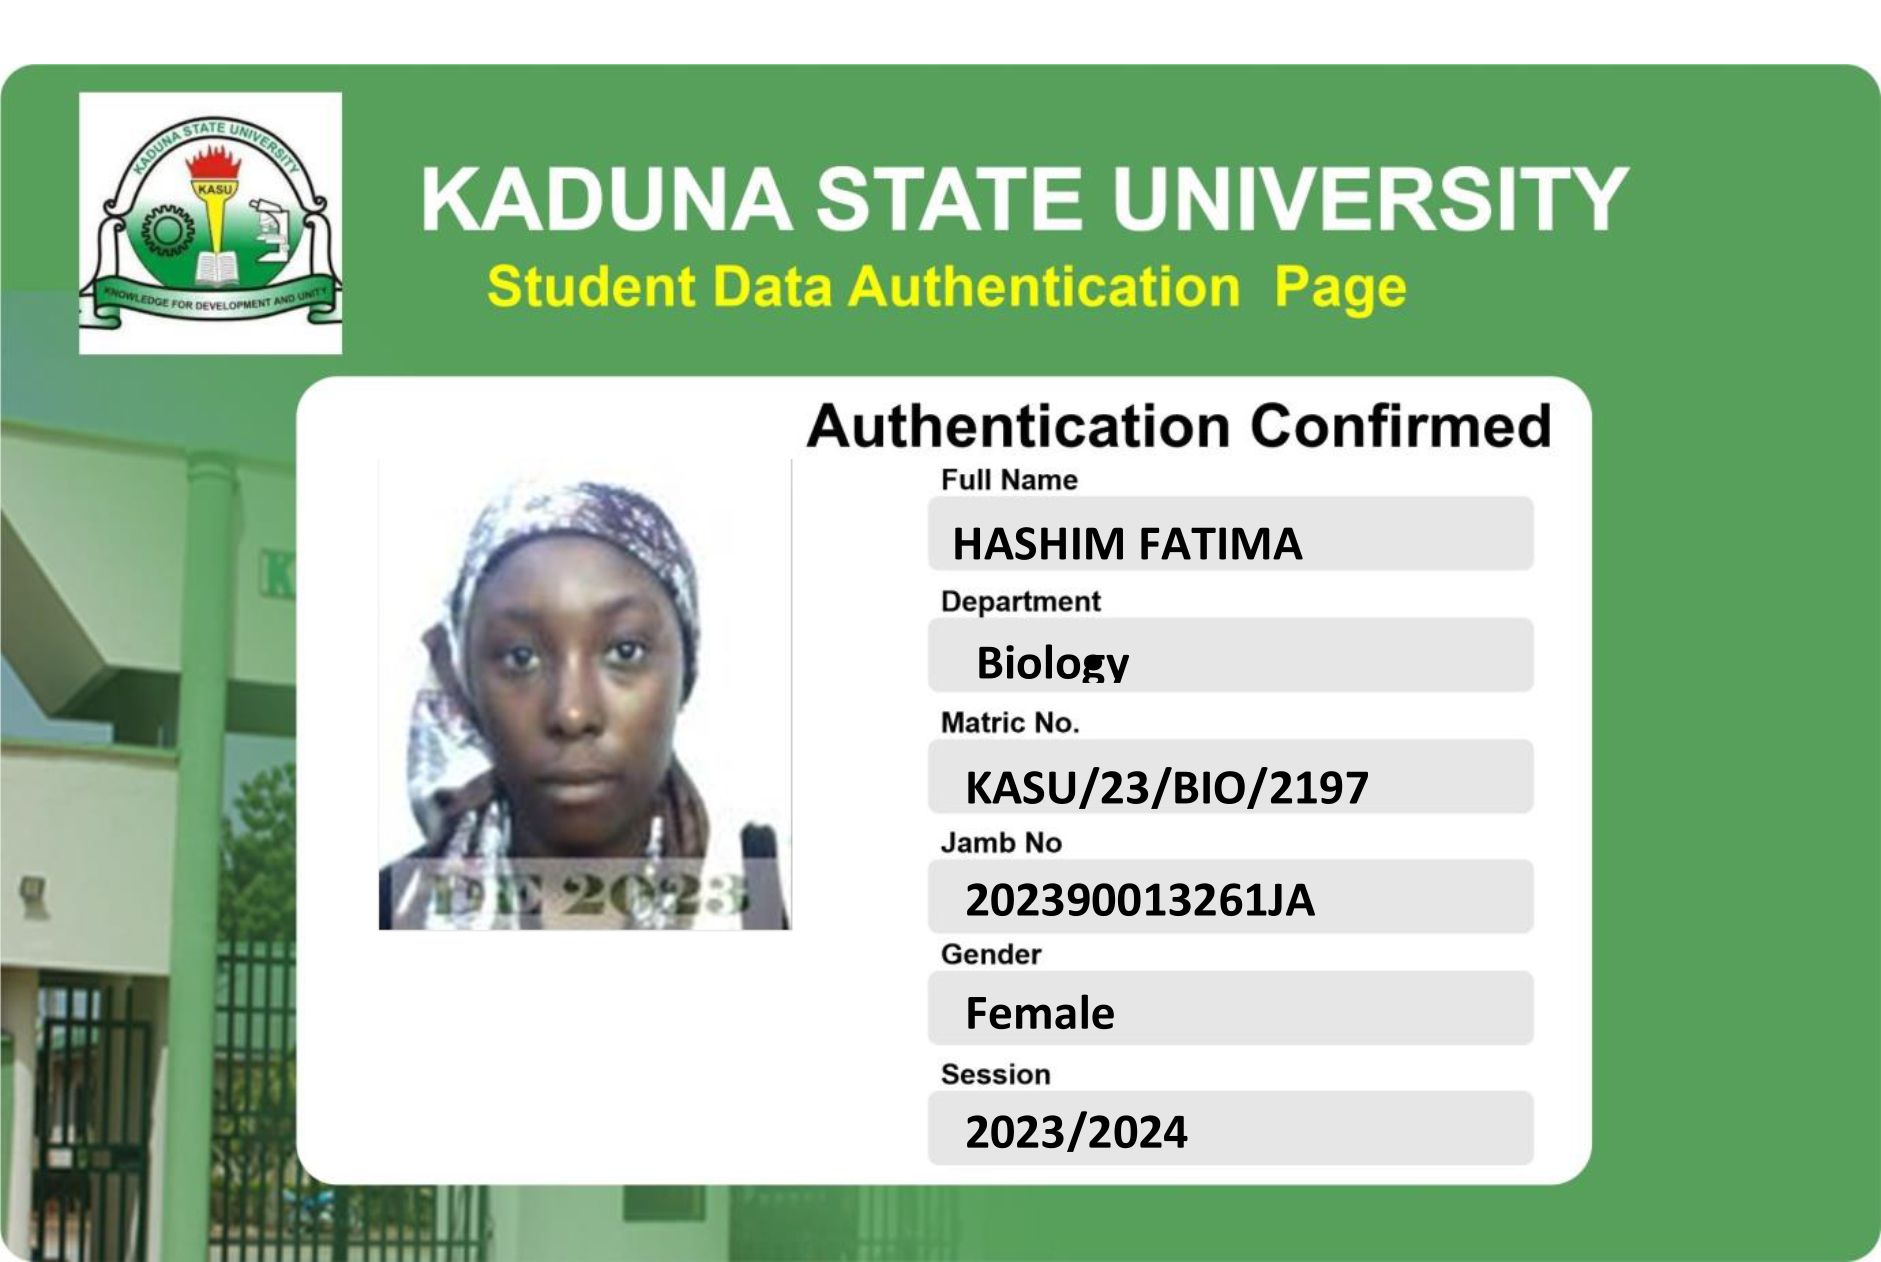 KADUNA STATE UNIVERSITY
KASU
KNOWLEDGE FOR DEVELOPMENT AND UNITY
KADUNA STATE UNIVERSITY
Student Data Authentication Page
Authentication Confirmed
Full Name
HASHIM FATIMA
Department
Biology
Matric No.
KASU/23/BIO/2197
Jamb No
202390013261JA
Gender
Female
Session
2023/2024
DE 2023
K